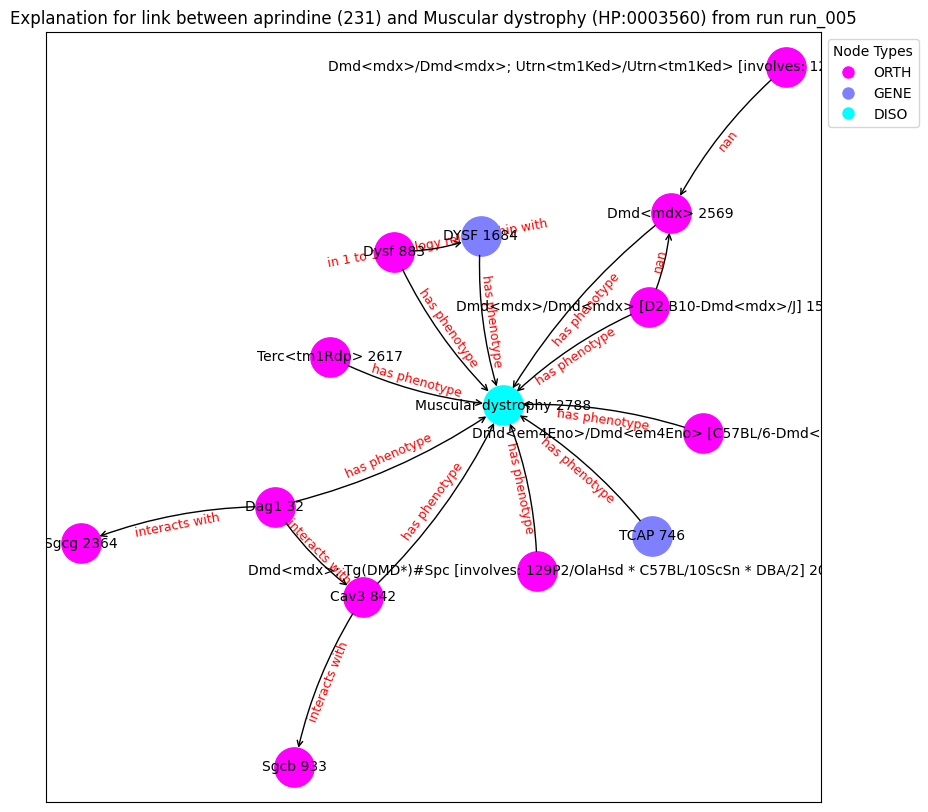 Explanation for link between aprindine (231) and Muscular dystrophy (HP:0003560) from run run_005
Node Types
ORTH
GENE
DISO
Dmd<mdx>/Dmd<mdx>; Utrn<tm1Ked>/Utrn<tm1Ked> [involves: 12
nan
Dmd<mdx> 2569
DYSF 1684
in 1 to 1 with
Dysf 883
nan
has phenotype
has phenotype
has phenotype
Dmd<mdx>/Dmd<mdx> [D2.B10-Dmd<mdx>/J] 15
has phenotype
Terc<tm1Rdp> 2617
has phenotype
Muscular dystrophy 2788
has phenotype
Dmd<em4Eno>/Dmd<em4Eno> [C57BL/6-Dmd<
has phenotype
has phenotype
has phenotype
has phenotype
Dag1 32
interacts with
Sgcg 2364
interacts with
TCAP 746
Dmd<mdx> Tg(DMD*)#Spc [involves: 129P2/OlaHsd * C57BL/10ScSn * DBA/2] 20
Cav3 842
interacts with
Sgcb 933